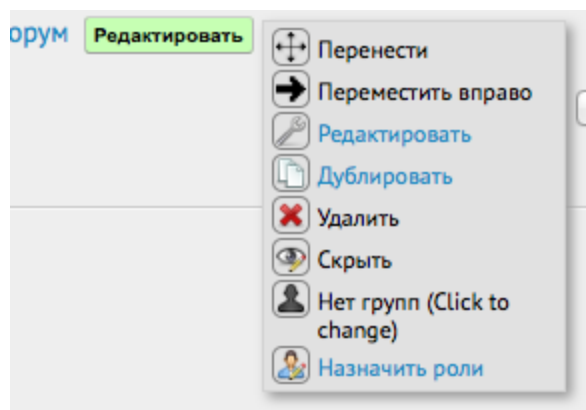 орум Редактировать
Перенести
Переместить вправо
Редактировать
Дублировать
Удалить
Скрыть
Нет групп (Click to
change)
Назначить роли